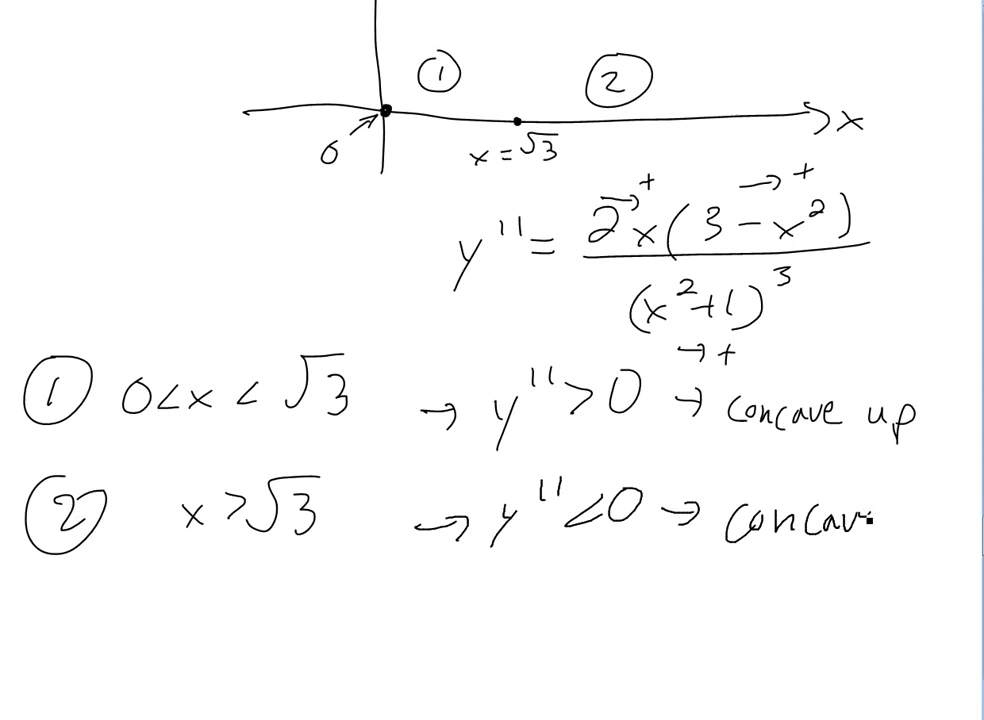 ① ②
0 x = √3 x
→ + → +
y'' = 2x(3 - x²) / (x² + 1)³
→ +
① 0 < x < √3 → y'' > 0 → concave up
② x > √3 → y'' < 0 → concav